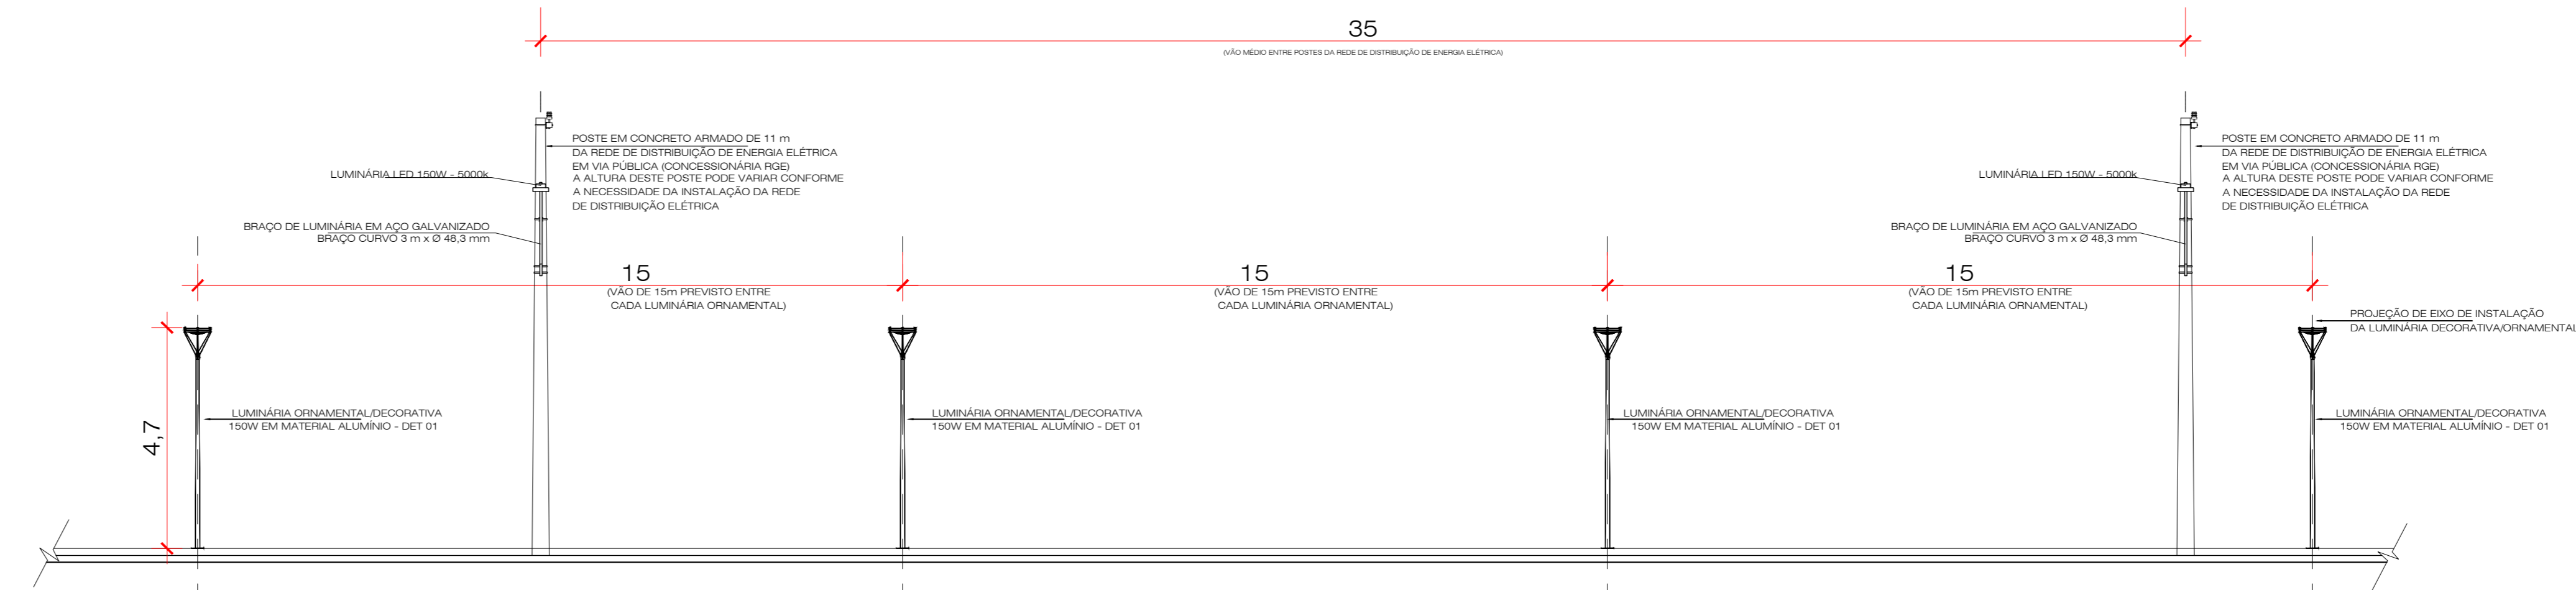 35
(VÃO MÉDIO ENTRE POSTES DA REDE DE DISTRIBUIÇÃO DE ENERGIA ELÉTRICA)
POSTE EM CONCRETO ARMADO DE 11 m
DA REDE DE DISTRIBUIÇÃO DE ENERGIA ELÉTRICA
EM VIA PÚBLICA (CONCESSIONÁRIA RGE)
A ALTURA DESTE POSTE PODE VARIAR CONFORME
A NECESSIDADE DA INSTALAÇÃO DA REDE
DE DISTRIBUIÇÃO ELÉTRICA
LUMINÁRIA LED 150W - 5000k
BRAÇO DE LUMINÁRIA EM AÇO GALVANIZADO
BRAÇO CURVO 3 m x Ø 48,3 mm
POSTE EM CONCRETO ARMADO DE 11 m
DA REDE DE DISTRIBUIÇÃO DE ENERGIA ELÉTRICA
EM VIA PÚBLICA (CONCESSIONÁRIA RGE)
A ALTURA DESTE POSTE PODE VARIAR CONFORME
A NECESSIDADE DA INSTALAÇÃO DA REDE
DE DISTRIBUIÇÃO ELÉTRICA
LUMINÁRIA LED 150W - 5000k
BRAÇO DE LUMINÁRIA EM AÇO GALVANIZADO
BRAÇO CURVO 3 m x Ø 48,3 mm
15
(VÃO DE 15m PREVISTO ENTRE
CADA LUMINÁRIA ORNAMENTAL)
15
(VÃO DE 15m PREVISTO ENTRE
CADA LUMINÁRIA ORNAMENTAL)
15
(VÃO DE 15m PREVISTO ENTRE
CADA LUMINÁRIA ORNAMENTAL)
PROJEÇÃO DE EIXO DE INSTALAÇÃO
DA LUMINÁRIA DECORATIVA/ORNAMENTAL
4,7
LUMINÁRIA ORNAMENTAL/DECORATIVA
150W EM MATERIAL ALUMÍNIO - DET 01
LUMINÁRIA ORNAMENTAL/DECORATIVA
150W EM MATERIAL ALUMÍNIO - DET 01
LUMINÁRIA ORNAMENTAL/DECORATIVA
150W EM MATERIAL ALUMÍNIO - DET 01
LUMINÁRIA ORNAMENTAL/DECORATIVA
150W EM MATERIAL ALUMÍNIO - DET 01